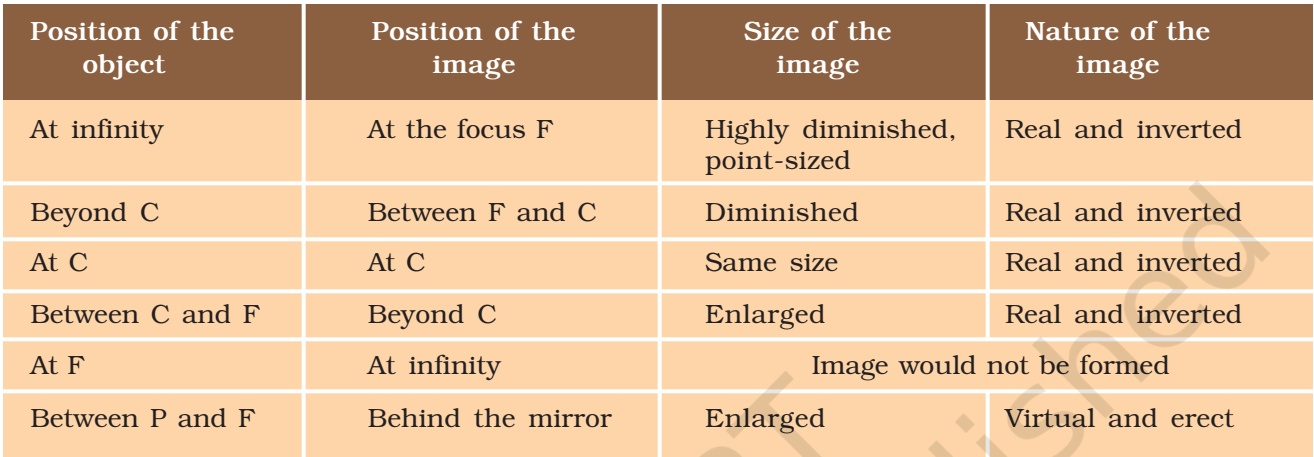 Position of the object
Position of the image
Size of the image
Nature of the image
At infinity
At the focus F
Highly diminished,
point-sized
Real and inverted
Beyond C
Between F and C
Diminished
Real and inverted
At C
At C
Same size
Real and inverted
Between C and F
Beyond C
Enlarged
Real and inverted
At F
At infinity
Image would not be formed
Between P and F
Behind the mirror
Enlarged
Virtual and erect